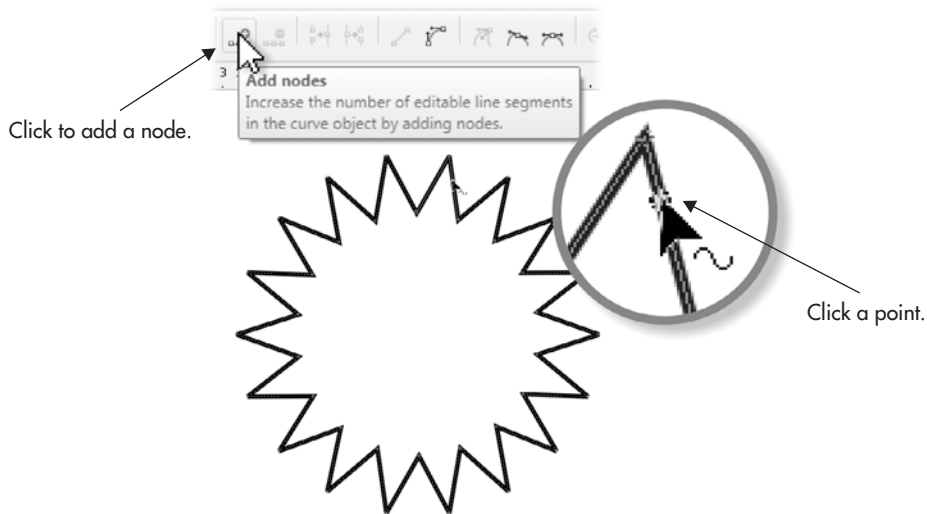 3
Add nodes
Increase the number of editable line segments
in the curve object by adding nodes.
Click to add a node.
Click a point.